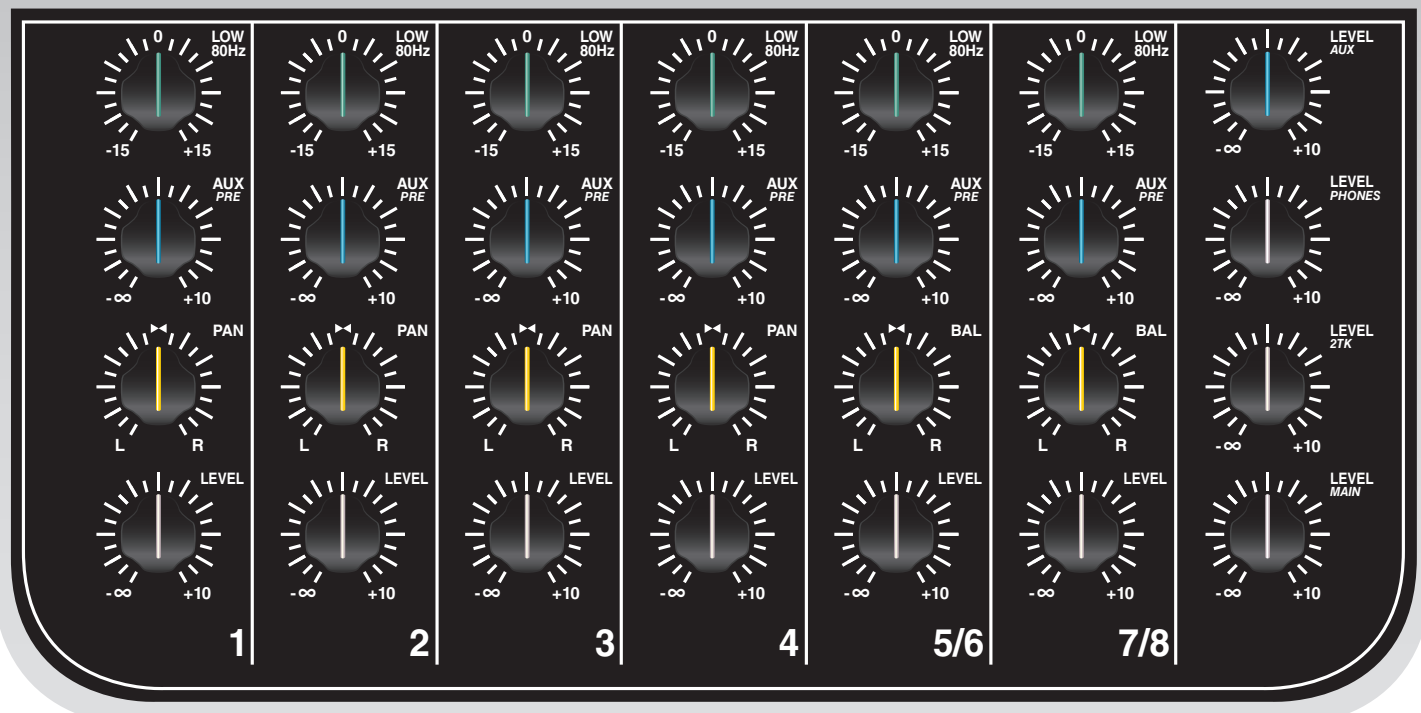 0 LOW
80Hz
-15 +15
AUX
PRE
-∞ +10
PAN
L R
LEVEL
-∞ +10
1
0 LOW
80Hz
-15 +15
AUX
PRE
-∞ +10
PAN
L R
LEVEL
-∞ +10
2
0 LOW
80Hz
-15 +15
AUX
PRE
-∞ +10
PAN
L R
LEVEL
-∞ +10
3
0 LOW
80Hz
-15 +15
AUX
PRE
-∞ +10
PAN
L R
LEVEL
-∞ +10
4
0 LOW
80Hz
-15 +15
AUX
PRE
-∞ +10
BAL
L R
LEVEL
-∞ +10
5/6
0 LOW
80Hz
-15 +15
AUX
PRE
-∞ +10
BAL
L R
LEVEL
-∞ +10
7/8
LEVEL
AUX
-∞ +10
LEVEL
PHONES
-∞ +10
LEVEL
2TK
-∞ +10
LEVEL
MAIN
-∞ +10